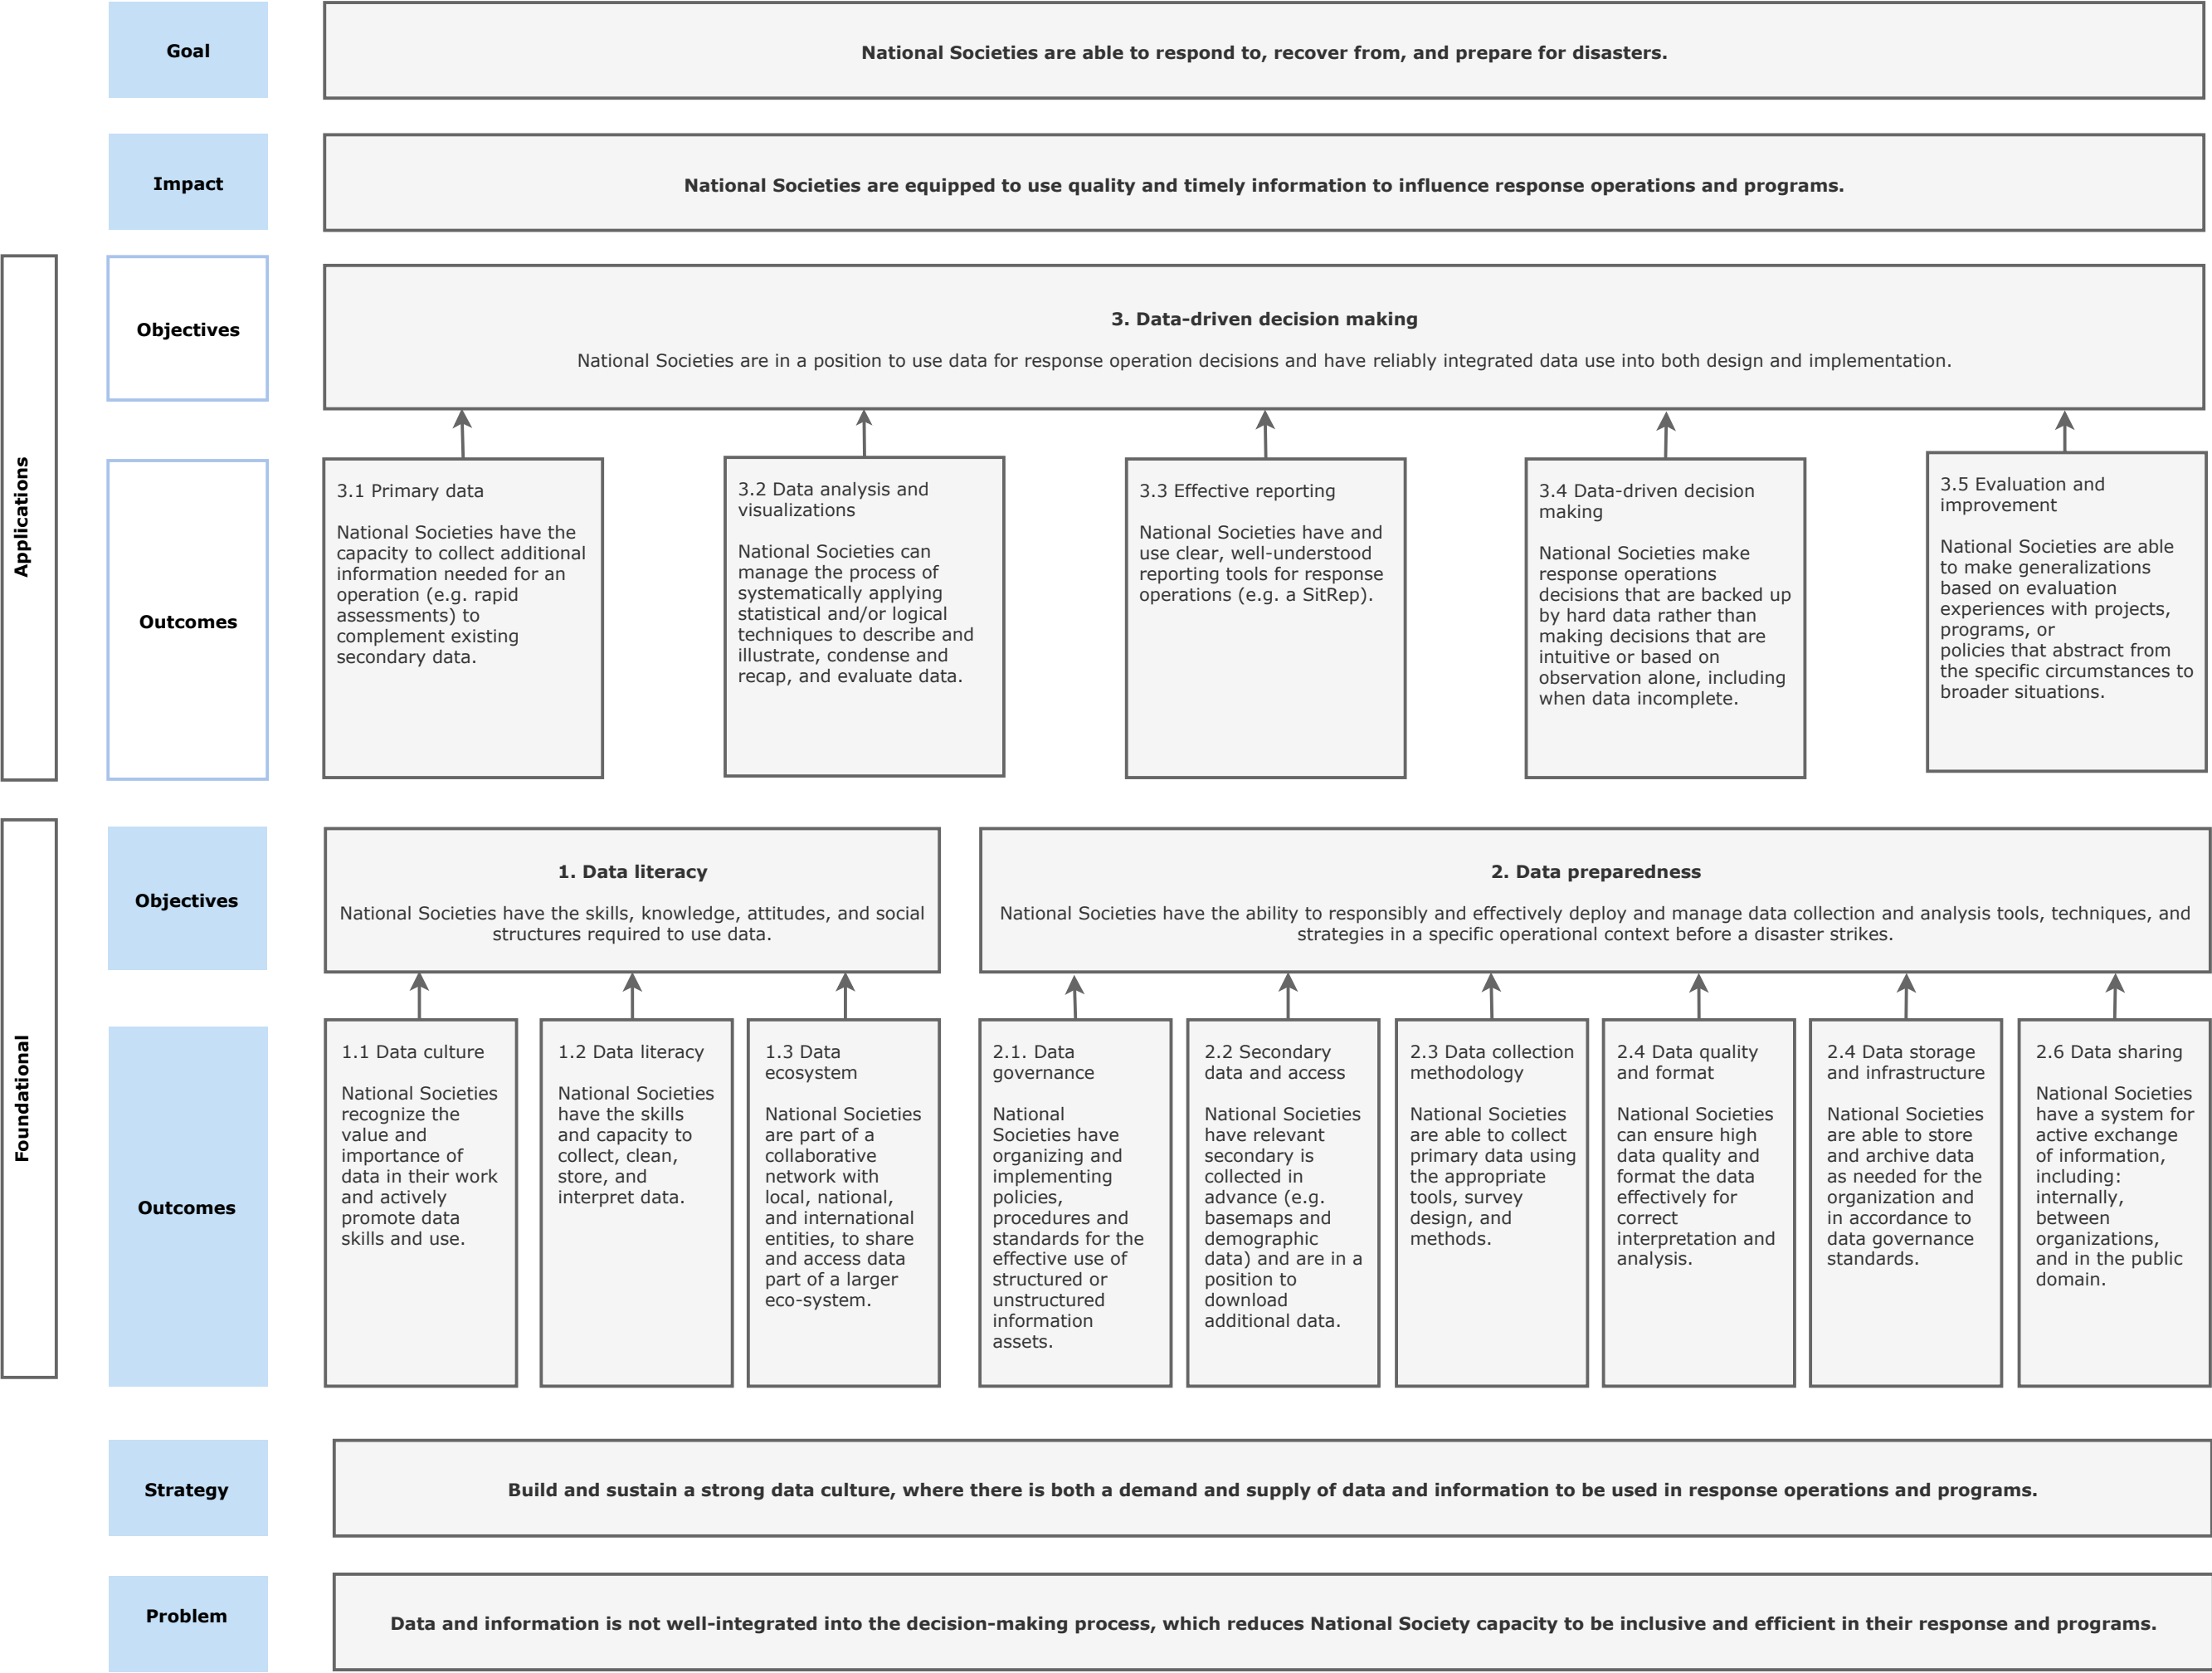 Goal
National Societies are able to respond to, recover from, and prepare for disasters.
Impact
National Societies are equipped to use quality and timely information to influence response operations and programs.
Applications
Objectives
3. Data-driven decision making
National Societies are in a position to use data for response operation decisions and have reliably integrated data use into both design and implementation.
Outcomes
3.1 Primary data
National Societies have the
capacity to collect additional
information needed for an
operation (e.g. rapid
assessments) to
complement existing
secondary data.
3.2 Data analysis and
visualizations
National Societies can
manage the process of
systematically applying
statistical and/or logical
techniques to describe and
illustrate, condense and
recap, and evaluate data.
3.3 Effective reporting
National Societies have and
use clear, well-understood
reporting tools for response
operations (e.g. a SitRep).
3.4 Data-driven decision
making
National Societies make
response operations
decisions that are backed up
by hard data rather than
making decisions that are
intuitive or based on
observation alone, including
when data incomplete.
3.5 Evaluation and
improvement
National Societies are able
to make generalizations
based on evaluation
experiences with projects,
programs, or
policies that abstract from
the specific circumstances to
broader situations.
Foundational
Objectives
1. Data literacy
National Societies have the skills, knowledge, attitudes, and social
structures required to use data.
2. Data preparedness
National Societies have the ability to responsibly and effectively deploy and manage data collection and analysis tools, techniques, and
strategies in a specific operational context before a disaster strikes.
Outcomes
1.1 Data culture
National Societies
recognize the
value and
importance of
data in their work
and actively
promote data
skills and use.
1.2 Data literacy
National Societies
have the skills
and capacity to
collect, clean,
store, and
interpret data.
1.3 Data
ecosystem
National Societies
are part of a
collaborative
network with
local, national,
and international
entities, to share
and access data
part of a larger
eco-system.
2.1. Data
governance
National
Societies have
organizing and
implementing
policies,
procedures and
standards for the
effective use of
structured or
unstructured
information
assets.
2.2 Secondary
data and access
National Societies
have relevant
secondary is
collected in
advance (e.g.
basemaps and
demographic
data) and are in a
position to
download
additional data.
2.3 Data collection
methodology
National Societies
are able to collect
primary data using
the appropriate
tools, survey
design, and
methods.
2.4 Data quality
and format
National Societies
can ensure high
data quality and
format the data
effectively for
correct
interpretation and
analysis.
2.4 Data storage
and infrastructure
National Societies
are able to store
and archive data
as needed for the
organization and
in accordance to
data governance
standards.
2.6 Data sharing
National Societies
have a system for
active exchange
of information,
including:
internally,
between
organizations,
and in the public
domain.
Strategy
Build and sustain a strong data culture, where there is both a demand and supply of data and information to be used in response operations and programs.
Problem
Data and information is not well-integrated into the decision-making process, which reduces National Society capacity to be inclusive and efficient in their response and programs.